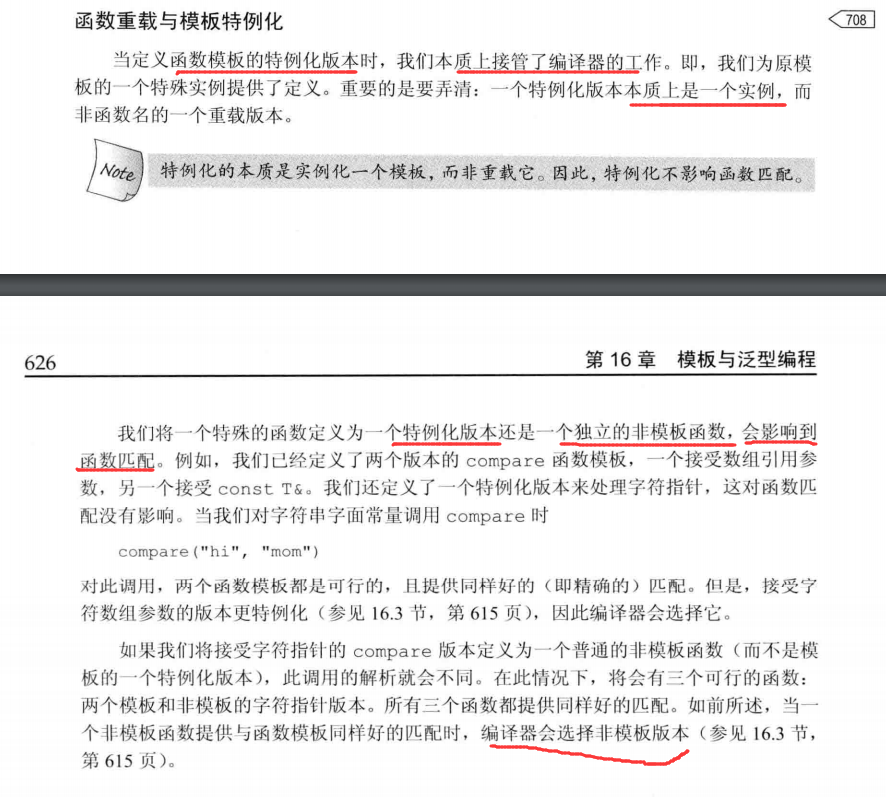 函数重载与模板特例化
708
当定义函数模板的特例化版本时，我们本质上接管了编译器的工作。即，我们为原模
板的一个特殊实例提供了定义。重要的是要弄清：一个特例化版本本质上是一个实例，而
非函数名的一个重载版本。
Note
特例化的本质是实例化一个模板，而非重载它。因此，特例化不影响函数匹配。
626
第 16 章 模板与泛型编程
我们将一个特殊的函数定义为一个特例化版本还是一个独立的非模板函数，会影响到
函数匹配。例如，我们已经定义了两个版本的 compare 函数模板，一个接受数组引用参
数，另一个接受 const T&。我们还定义了一个特例化版本来处理字符指针，这对函数匹
配没有影响。当我们对字符串字面常量调用 compare 时
compare("hi", "mom")
对此调用，两个函数模板都是可行的，且提供同样好的（即精确的）匹配。但是，接受字
符数组参数的版本更特例化（参见 16.3 节，第 615 页），因此编译器会选择它。
如果我们将接受字符指针的 compare 版本定义为一个普通的非模板函数（而不是模
板的一个特例化版本），此调用的解析就会不同。在此情况下，将会有三个可行的函数：
两个模板和非模板的字符指针版本。所有三个函数都提供同样好的匹配。如前所述，当一
个非模板函数提供与函数模板同样好的匹配时，编译器会选择非模板版本（参见 16.3 节，
第 615 页）。